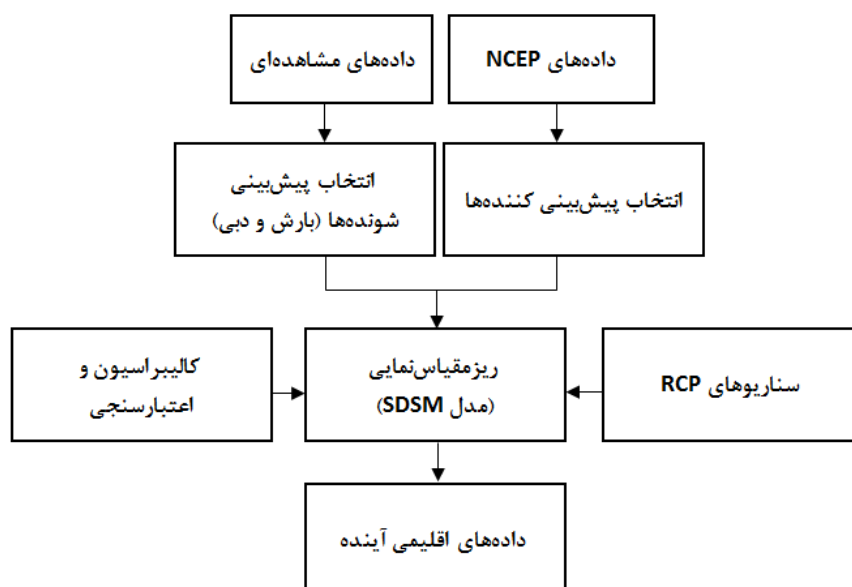 داده‌های مشاهده‌ای
داده‌های NCEP
انتخاب پیش‌بینی
شونده‌ها (بارش و دبی)
انتخاب پیش‌بینی کننده‌ها
کالیبراسیون و
اعتبارسنجی
ریزمقیاس‌نمایی
(مدل SDSM)
سناریوهای RCP
داده‌های اقلیمی آینده